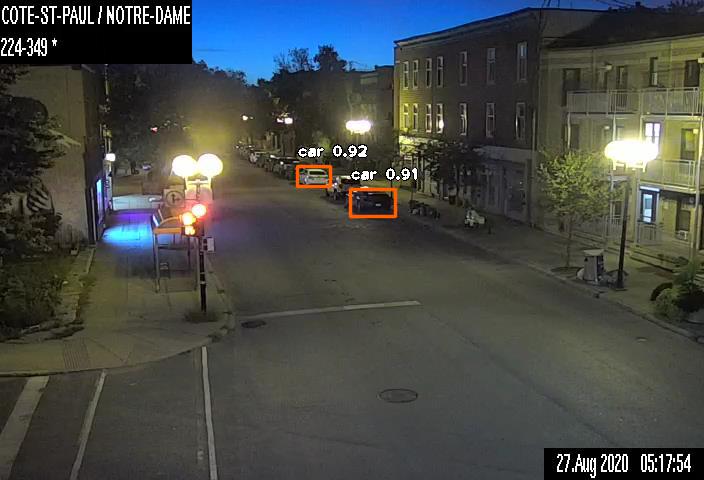 COTE-ST-PAUL / NOTRE-DAME
224-349 *
car 0.92
car 0.91
27.Aug 2020 05:17:54